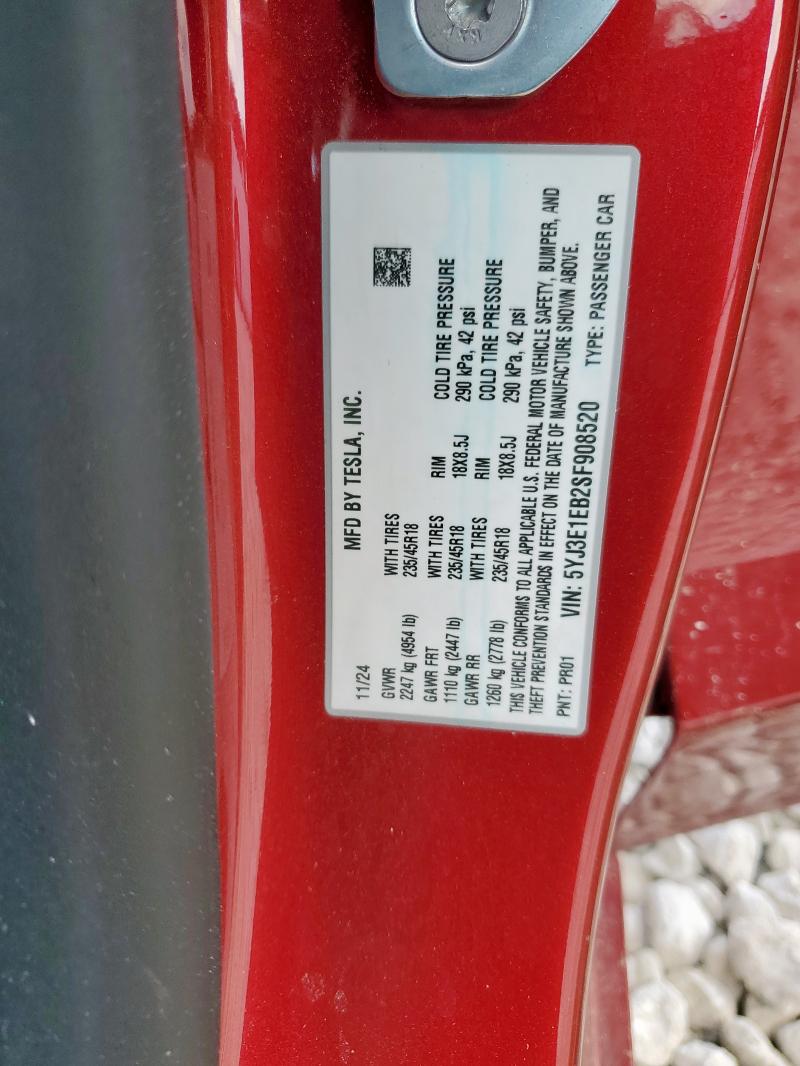 11/24 MFD BY TESLA, INC.
GVWR WITH TIRES
2247 kg (4954 lb) 235/45R18
GAWR FRT WITH TIRES RIM COLD TIRE PRESSURE
1110 kg (2447 lb) 235/45R18 18X8.5J 290 kPa, 42 psi
GAWR RR WITH TIRES RIM COLD TIRE PRESSURE
1260 kg (2778 lb) 235/45R18 18X8.5J 290 kPa, 42 psi
THIS VEHICLE CONFORMS TO ALL APPLICABLE U.S. FEDERAL MOTOR VEHICLE SAFETY, BUMPER, AND
THEFT PREVENTION STANDARDS IN EFFECT ON THE DATE OF MANUFACTURE SHOWN ABOVE.
PNT: PR01 VIN: 5YJ3E1EB2SF908520 TYPE: PASSENGER CAR